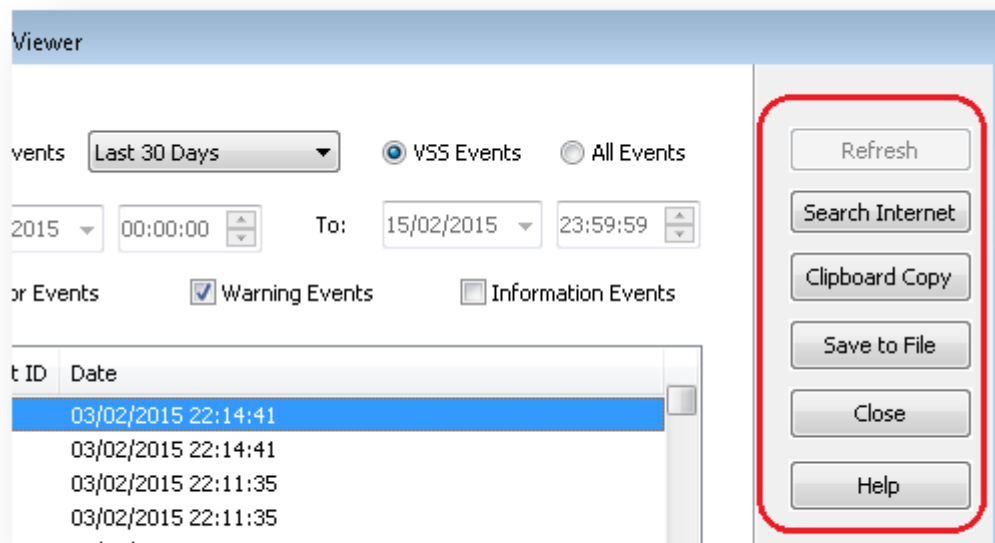 Viewer
vents Last 30 Days VSS Events All Events
2015 00:00:00 To: 15/02/2015 23:59:59
or Events Warning Events Information Events
t ID Date
03/02/2015 22:14:41
03/02/2015 22:14:41
03/02/2015 22:11:35
03/02/2015 22:11:35
Refresh
Search Internet
Clipboard Copy
Save to File
Close
Help